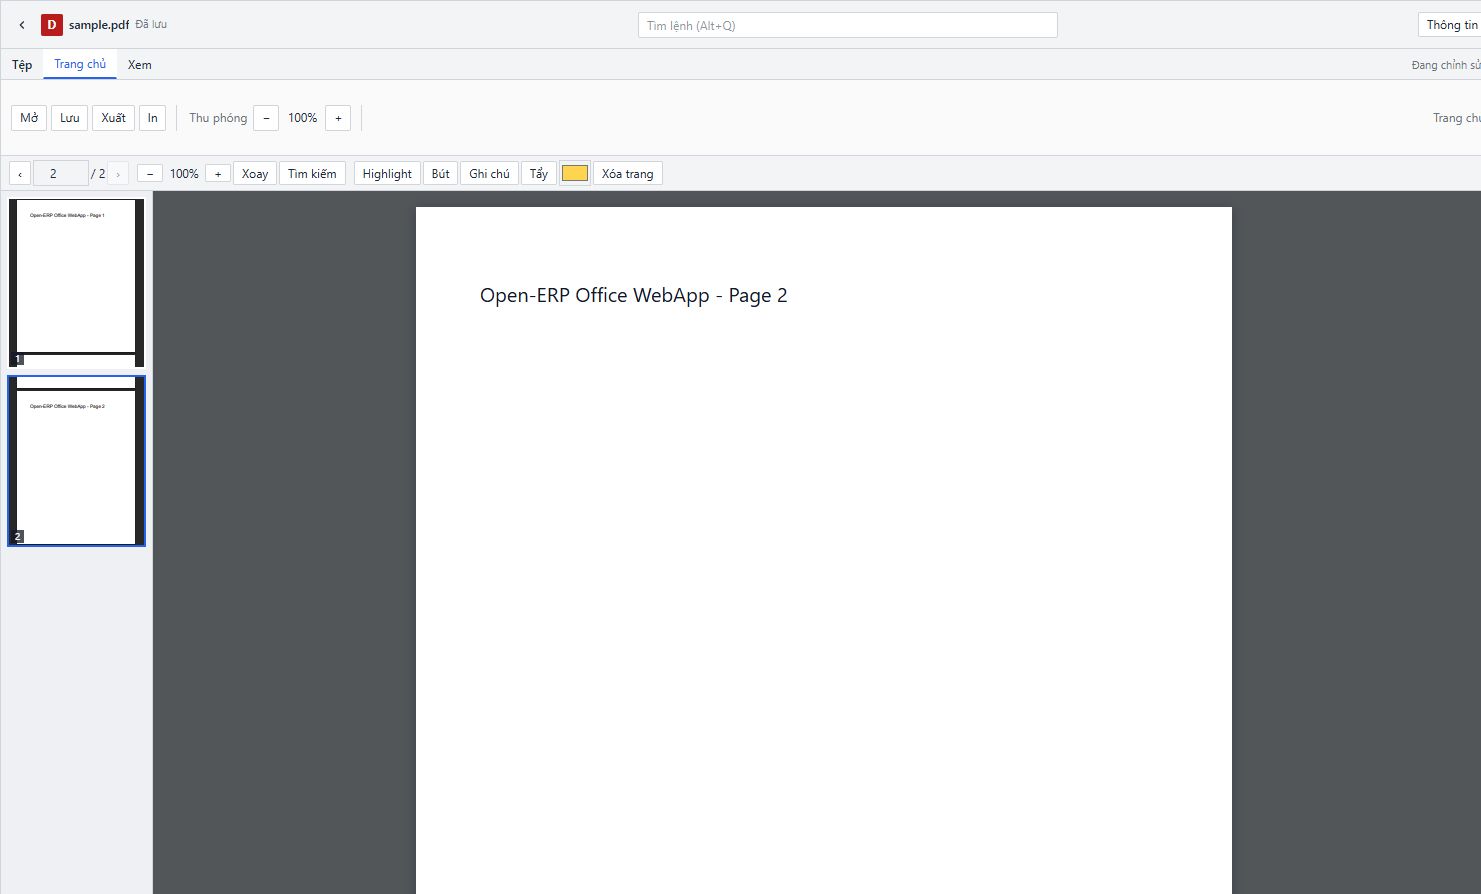 ‹ D sample.pdf Đã lưu Tìm lệnh (Alt+Q) Thông tin
Tệp Trang chủ Xem Đang chỉnh sử
Mở Lưu Xuất In Thu phóng − 100% + Trang chủ
‹ 2 / 2 › − 100% + Xoay Tìm kiếm Highlight Bút Ghi chú Tẩy Xóa trang
Open-ERP Office WebApp - Page 1
1
Open-ERP Office WebApp - Page 2
2
Open-ERP Office WebApp - Page 2